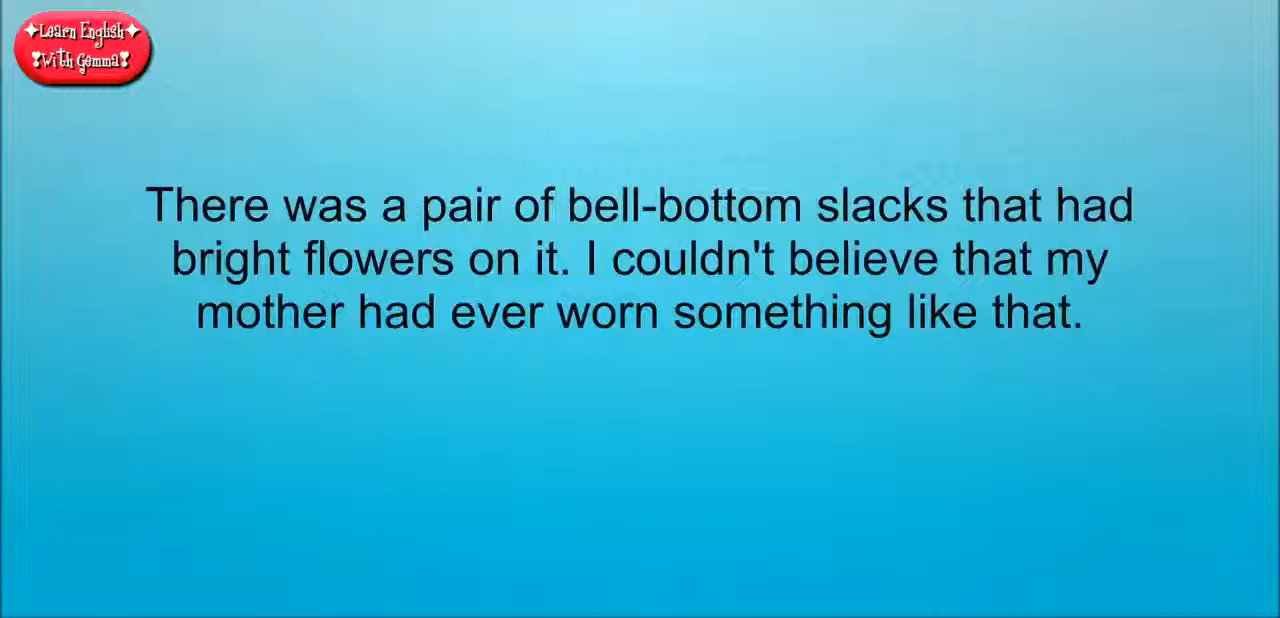 Learn English
With Gemma
There was a pair of bell-bottom slacks that had
bright flowers on it. I couldn't believe that my
mother had ever worn something like that.